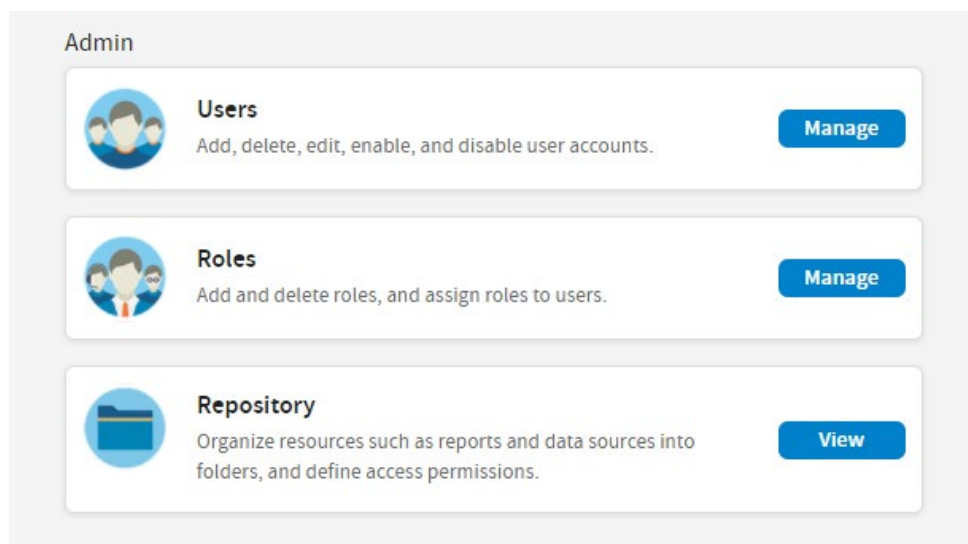 Admin
Users
Add, delete, edit, enable, and disable user accounts.
Manage
Roles
Add and delete roles, and assign roles to users.
Manage
Repository
Organize resources such as reports and data sources into
folders, and define access permissions.
View